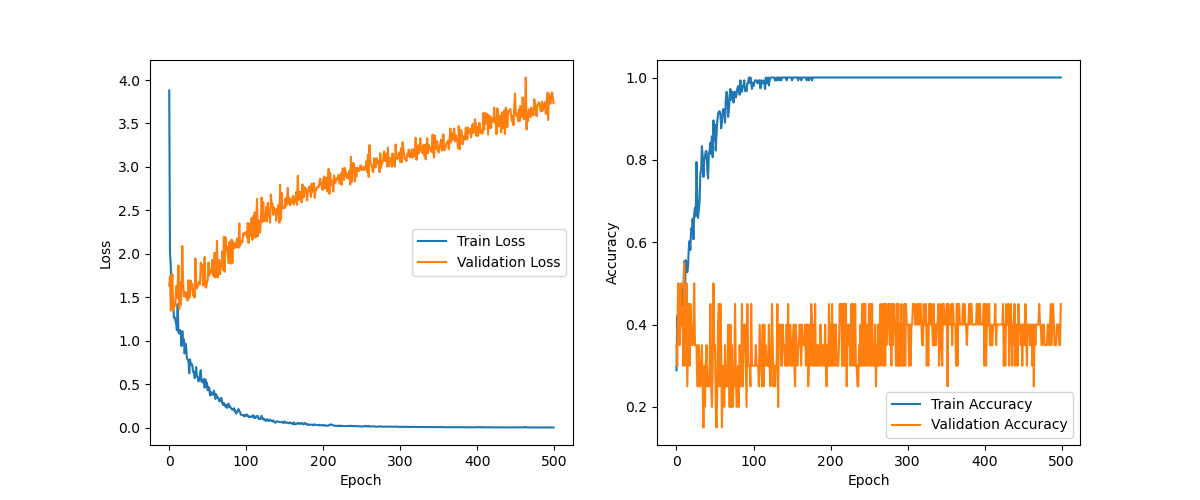 4.0
3.5
3.0
2.5
2.0
1.5
1.0
0.5
0.0
Loss
0 100 200 300 400 500
Epoch
Train Loss
Validation Loss
1.0
0.8
0.6
0.4
0.2
Accuracy
0 100 200 300 400 500
Epoch
Train Accuracy
Validation Accuracy